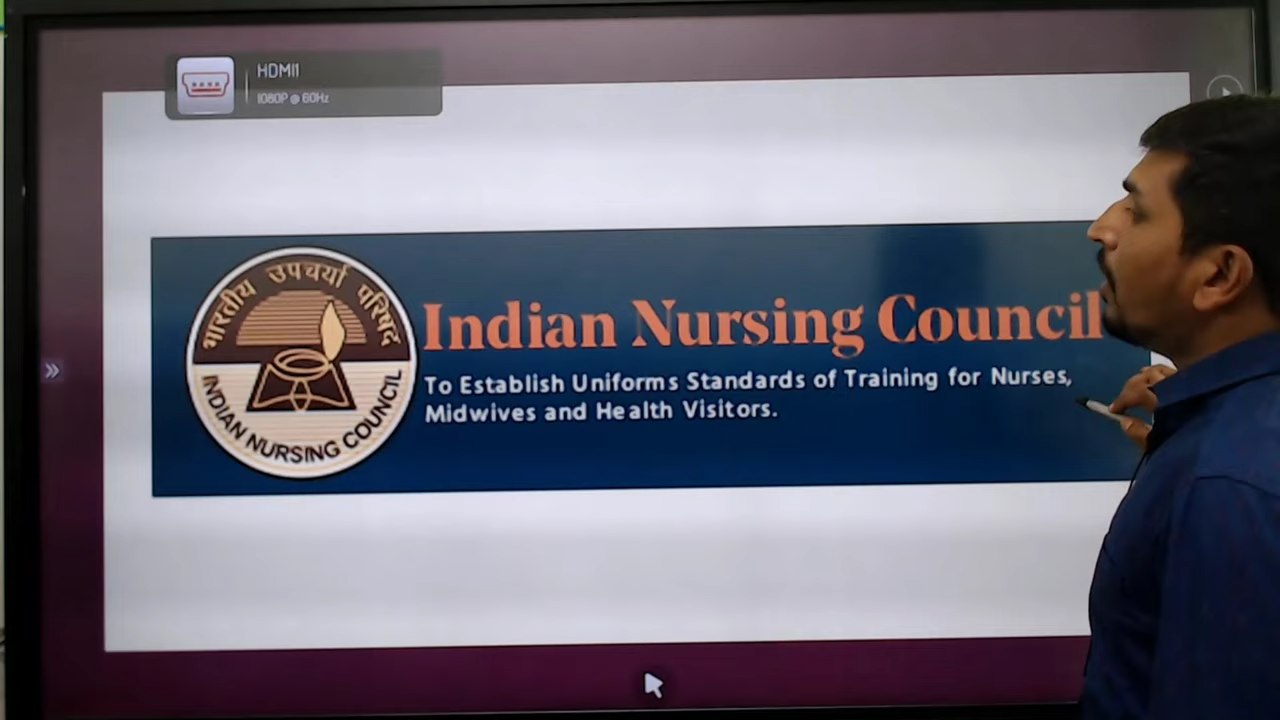 HDMI1
1080P @ 60Hz
भारतीय उपचर्या परिषद
INDIAN NURSING COUNCIL
Indian Nursing Council
To Establish Uniforms Standards of Training for Nurses,
Midwives and Health Visitors.